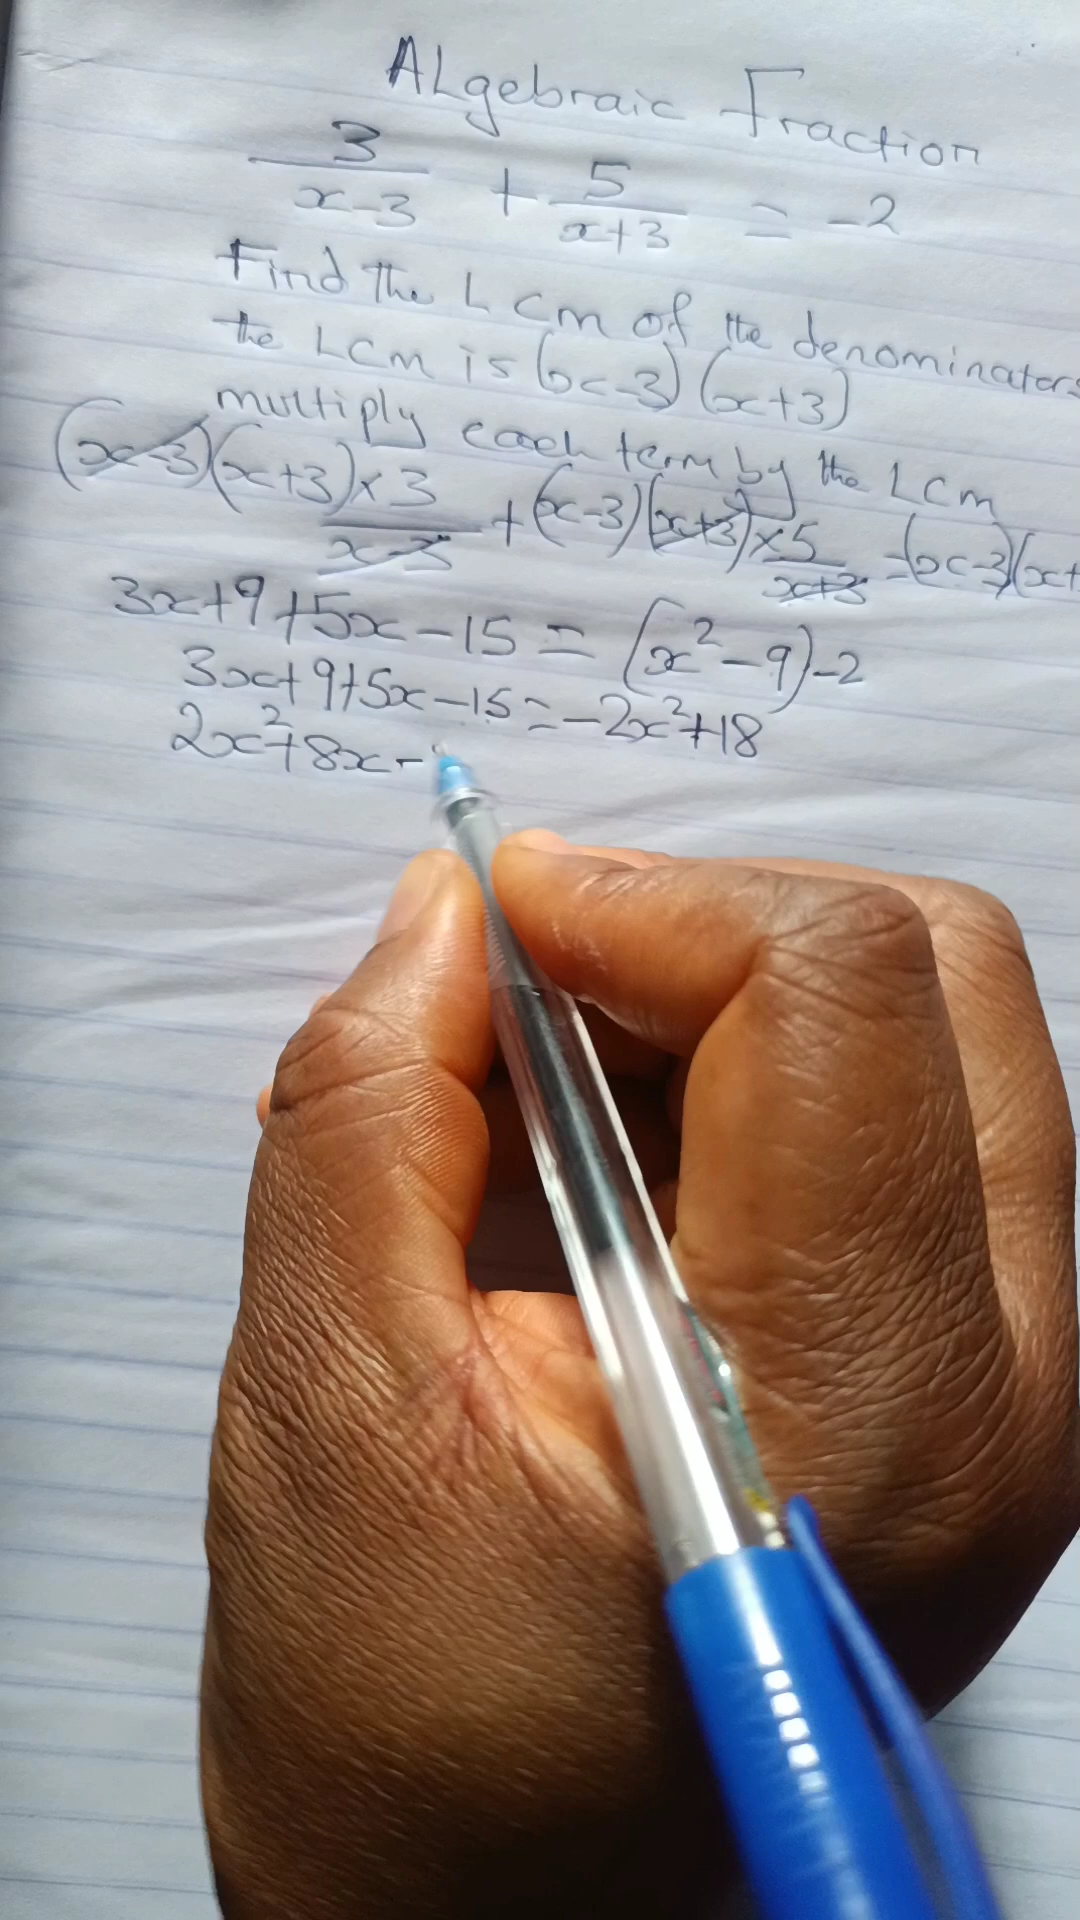 ALgebraic Fraction
3/(x-3) + 5/(x+3) = -2
Find the LCm of the denominators
the LCm is (x-3)(x+3)
multiply each term by the LCm
(x-3)(x+3)×3/(x-3) + (x-3)(x+3)×5/(x+3) = (x-3)(x+
3x+9+5x-15 = (x²-9)-2
3x+9+5x-15=-2x²+18
2x²+8x-